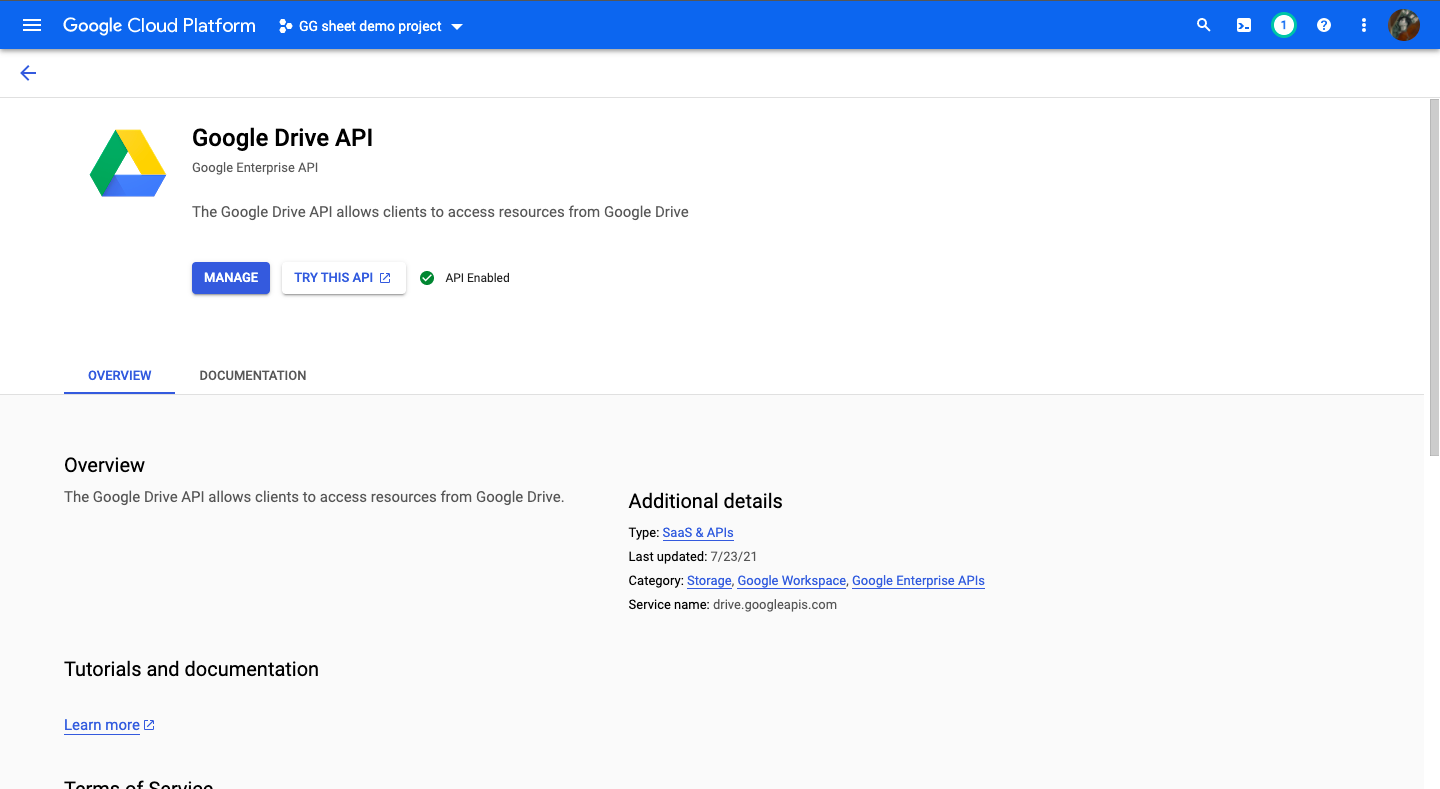 Google Cloud Platform
GG sheet demo project
1
Google Drive API
Google Enterprise API
The Google Drive API allows clients to access resources from Google Drive
MANAGE
TRY THIS API
API Enabled
OVERVIEW
DOCUMENTATION
Overview
The Google Drive API allows clients to access resources from Google Drive.
Additional details
Type: SaaS & APIs
Last updated: 7/23/21
Category: Storage, Google Workspace, Google Enterprise APIs
Service name: drive.googleapis.com
Tutorials and documentation
Learn more
Terms of Service